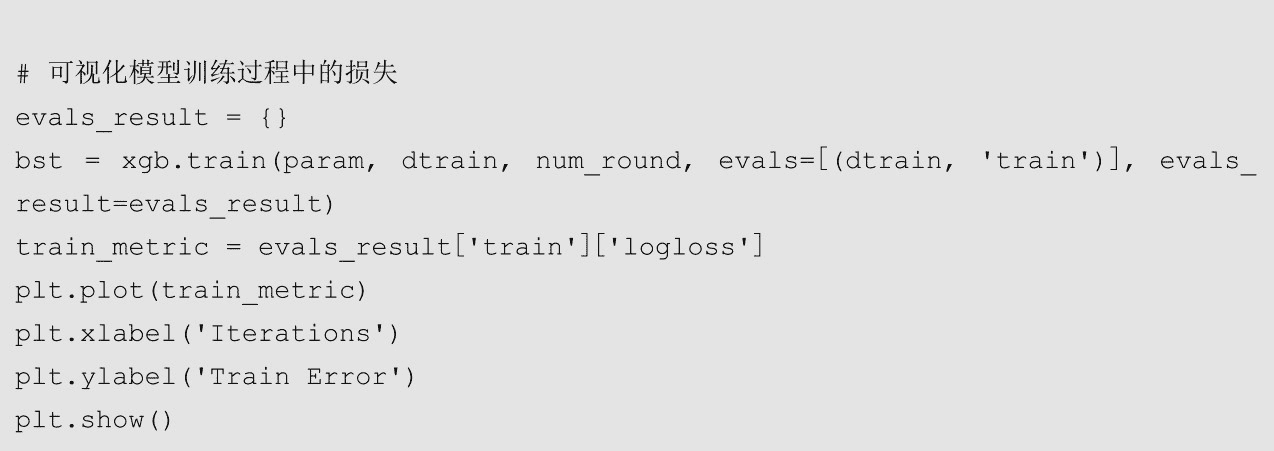 # 可视化模型训练过程中的损失
evals_result = {}
bst = xgb.train(param, dtrain, num_round, evals=[(dtrain, 'train')], evals_
result=evals_result)
train_metric = evals_result['train']['logloss']
plt.plot(train_metric)
plt.xlabel('Iterations')
plt.ylabel('Train Error')
plt.show()